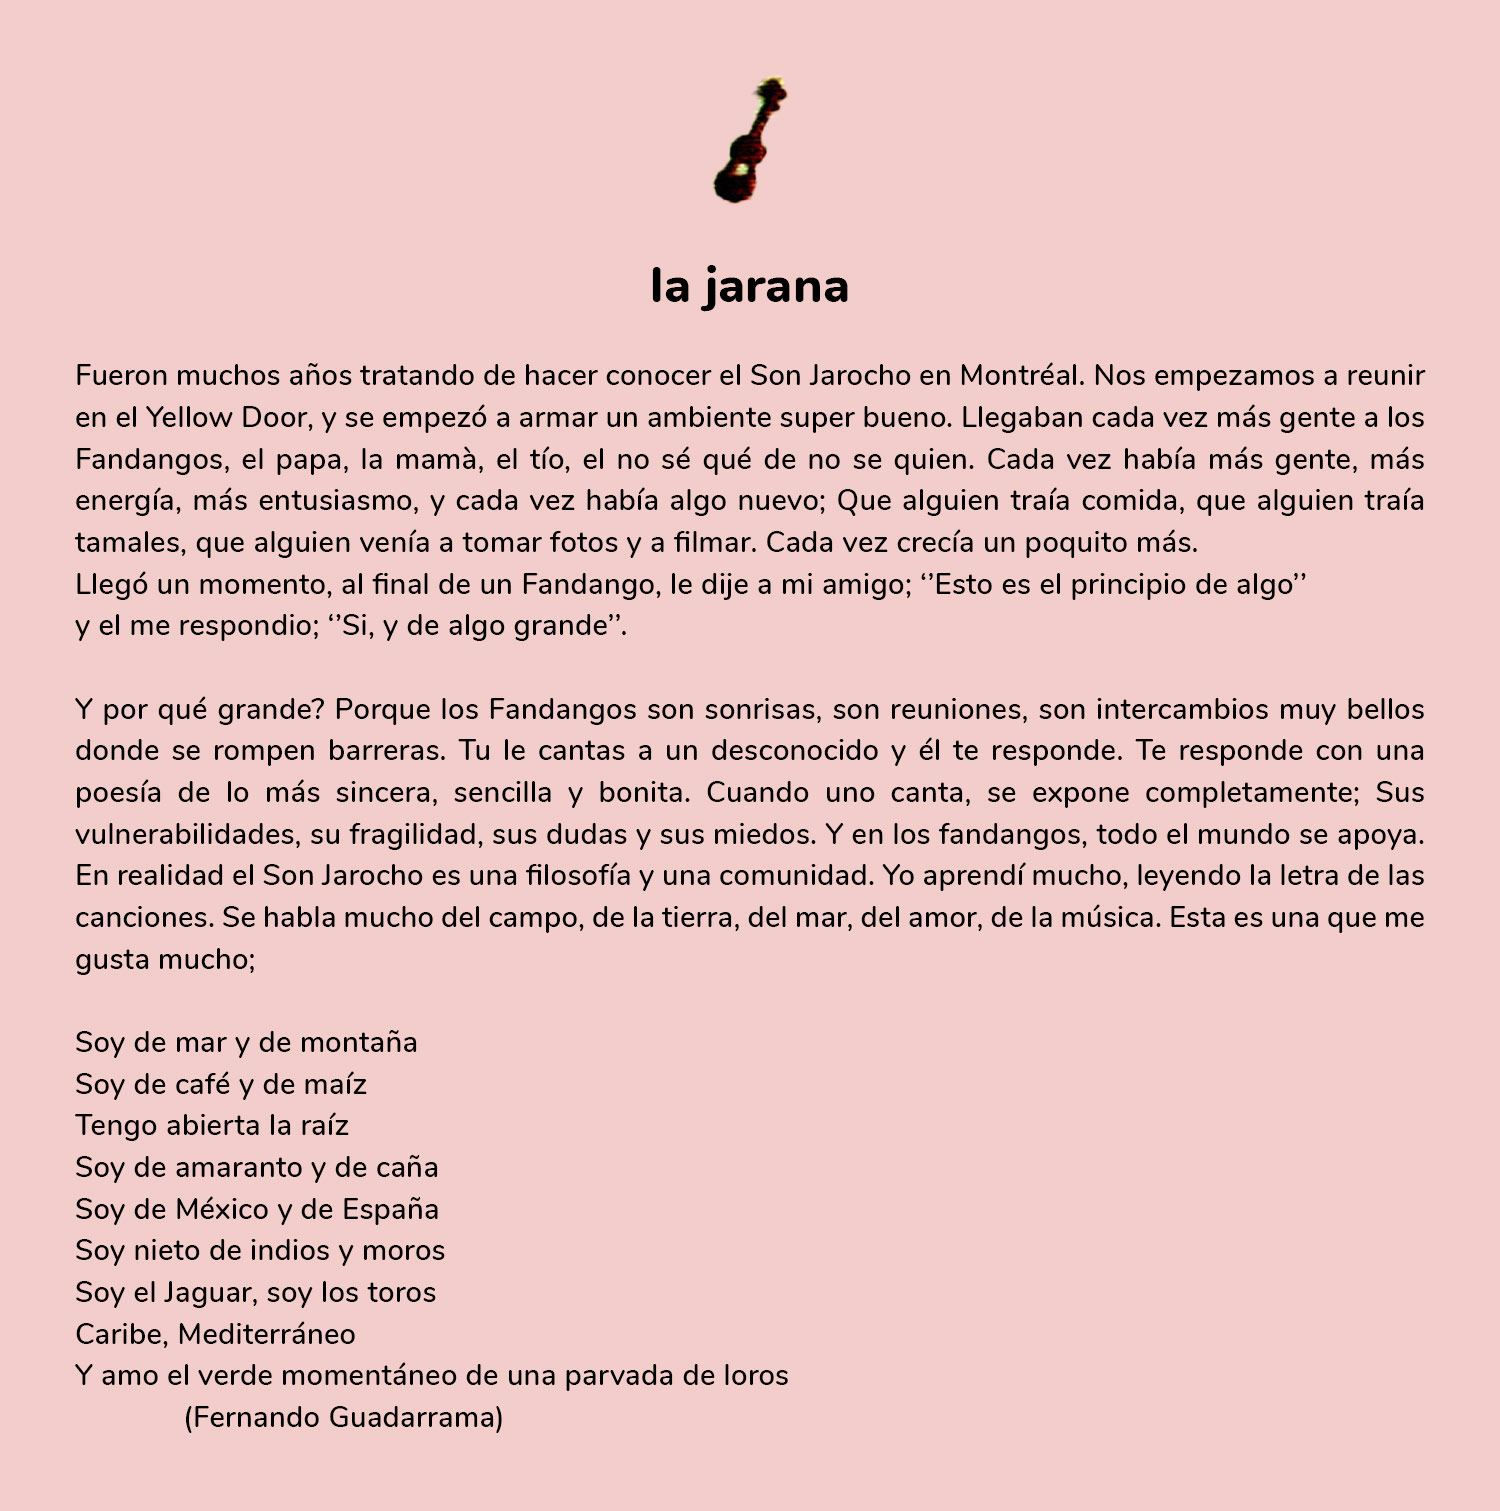 la jarana
Fueron muchos años tratando de hacer conocer el Son Jarocho en Montréal. Nos empezamos a reunir
en el Yellow Door, y se empezó a armar un ambiente super bueno. Llegaban cada vez más gente a los
Fandangos, el papa, la mamà, el tío, el no sé qué de no se quien. Cada vez había más gente, más
energía, más entusiasmo, y cada vez había algo nuevo; Que alguien traía comida, que alguien traía
tamales, que alguien venía a tomar fotos y a filmar. Cada vez crecía un poquito más.
Llegó un momento, al final de un Fandango, le dije a mi amigo; ‘’Esto es el principio de algo’’
y el me respondio; ‘’Si, y de algo grande’’.
Y por qué grande? Porque los Fandangos son sonrisas, son reuniones, son intercambios muy bellos
donde se rompen barreras. Tu le cantas a un desconocido y él te responde. Te responde con una
poesía de lo más sincera, sencilla y bonita. Cuando uno canta, se expone completamente; Sus
vulnerabilidades, su fragilidad, sus dudas y sus miedos. Y en los fandangos, todo el mundo se apoya.
En realidad el Son Jarocho es una filosofía y una comunidad. Yo aprendí mucho, leyendo la letra de las
canciones. Se habla mucho del campo, de la tierra, del mar, del amor, de la música. Esta es una que me
gusta mucho;
Soy de mar y de montaña
Soy de café y de maíz
Tengo abierta la raíz
Soy de amaranto y de caña
Soy de México y de España
Soy nieto de indios y moros
Soy el Jaguar, soy los toros
Caribe, Mediterráneo
Y amo el verde momentáneo de una parvada de loros
(Fernando Guadarrama)